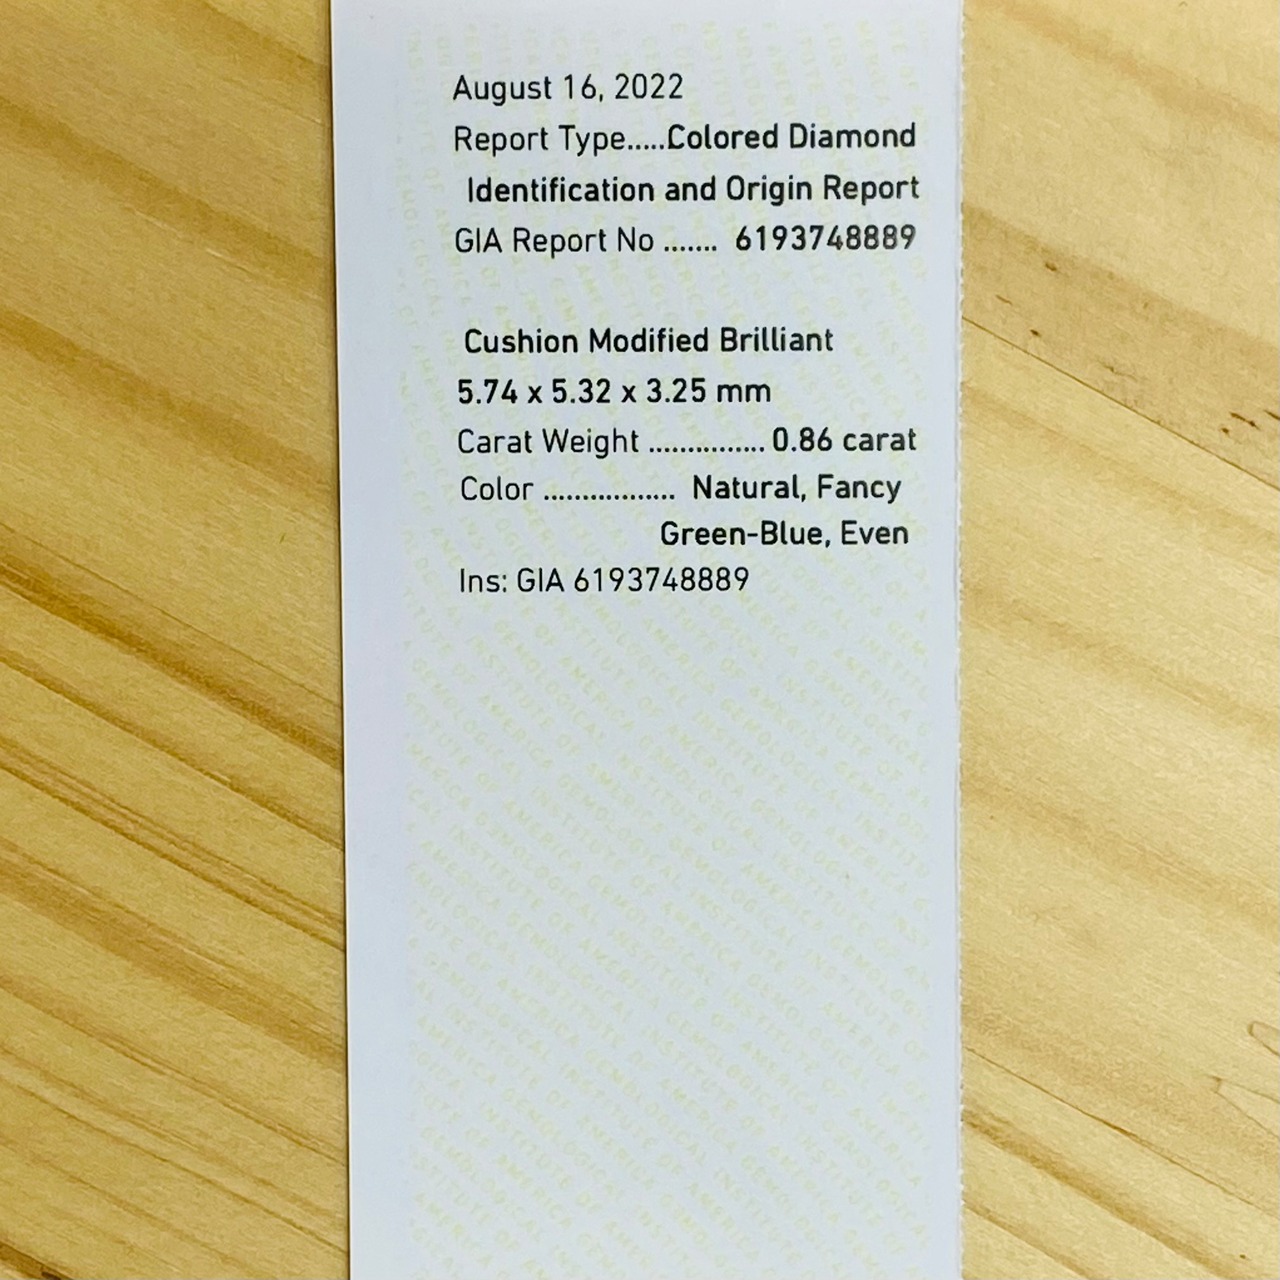 August 16, 2022
Report Type.....Colored Diamond
Identification and Origin Report
GIA Report No ....... 6193748889
Cushion Modified Brilliant
5.74 x 5.32 x 3.25 mm
Carat Weight ............... 0.86 carat
Color ................. Natural, Fancy
Green-Blue, Even
Ins: GIA 6193748889